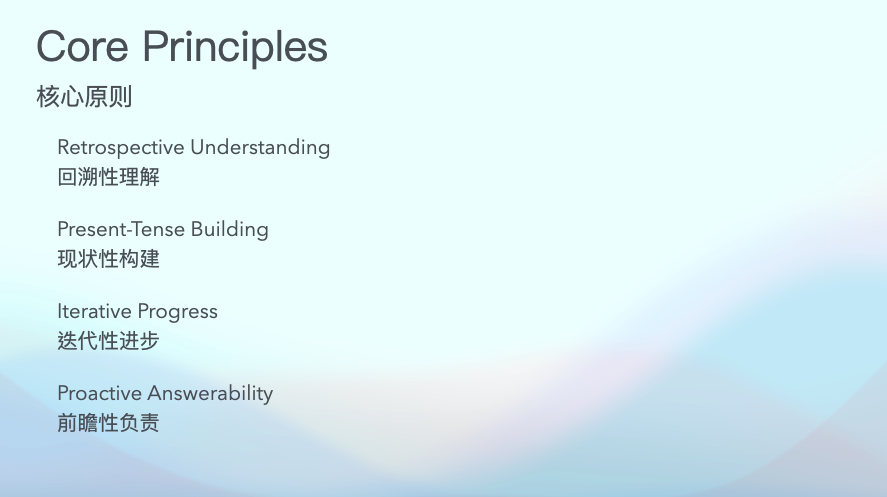 Core Principles
核心原则
Retrospective Understanding
回溯性理解
Present-Tense Building
现状性构建
Iterative Progress
迭代性进步
Proactive Answerability
前瞻性负责